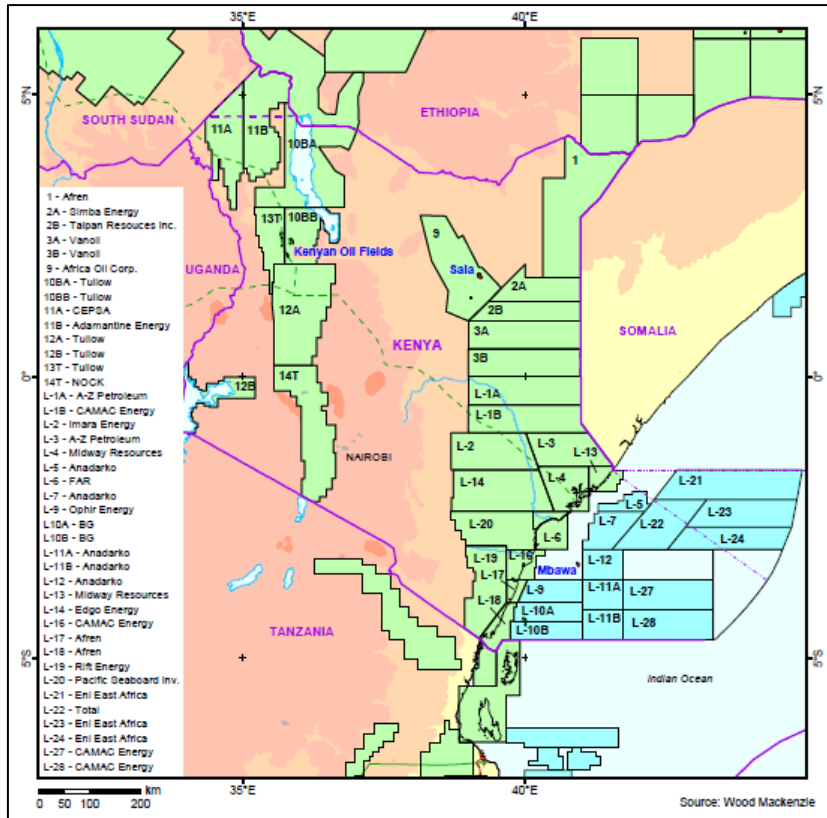 35°E
40°E
5°N
ETHIOPIA
SOUTH SUDAN
11A
11B
10BA
1
1 - Afren
2A - Simba Energy
2B - Taipan Resouces Inc.
3A - Vanoil
3B - Vanoil
9 - Africa Oil Corp.
10BA - Tullow
10BB - Tullow
11A - CEPSA
11B - Adamantine Energy
12A - Tullow
12B - Tullow
13T - Tullow
14T - NOCK
L-1A - A-Z Petroleum
L-1B - CAMAC Energy
L-2 - Imara Energy
L-3 - A-Z Petroleum
L-4 - Midway Resources
L-5 - Anadarko
L-6 - FAR
L-7 - Anadarko
L-9 - Ophir Energy
L10A - BG
L10B - BG
L-11A - Anadarko
L-11B - Anadarko
L-12 - Anadarko
L-13 - Midway Resources
L-14 - Edgo Energy
L-16 - CAMAC Energy
L-17 - Afren
L-18 - Afren
L-19 - Rift Energy
L-20 - Pacific Seaboard Inv.
L-21 - Eni East Africa
L-22 - Total
L-23 - Eni East Africa
L-24 - Eni East Africa
L-27 - CAMAC Energy
L-28 - CAMAC Energy
13T
10BB
9
Kenyan Oil Fields
UGANDA
Sala
2A
2B
12A
3A
SOMALIA
KENYA
3B
0°
0°
14T
12B
L-1A
L-1B
L-2
L-3
L-13
NAIROBI
L-14
L-4
L-21
L-5
L-20
L-6
L-7
L-22
L-23
L-24
L-19
L-16
Mbawa
L-12
L-17
L-9
L-11A
L-27
L-18
L-10A
L-11B
L-28
L-10B
TANZANIA
5°S
5°S
Indian Ocean
35°E
40°E
km
0 50 100 200
Source: Wood Mackenzie